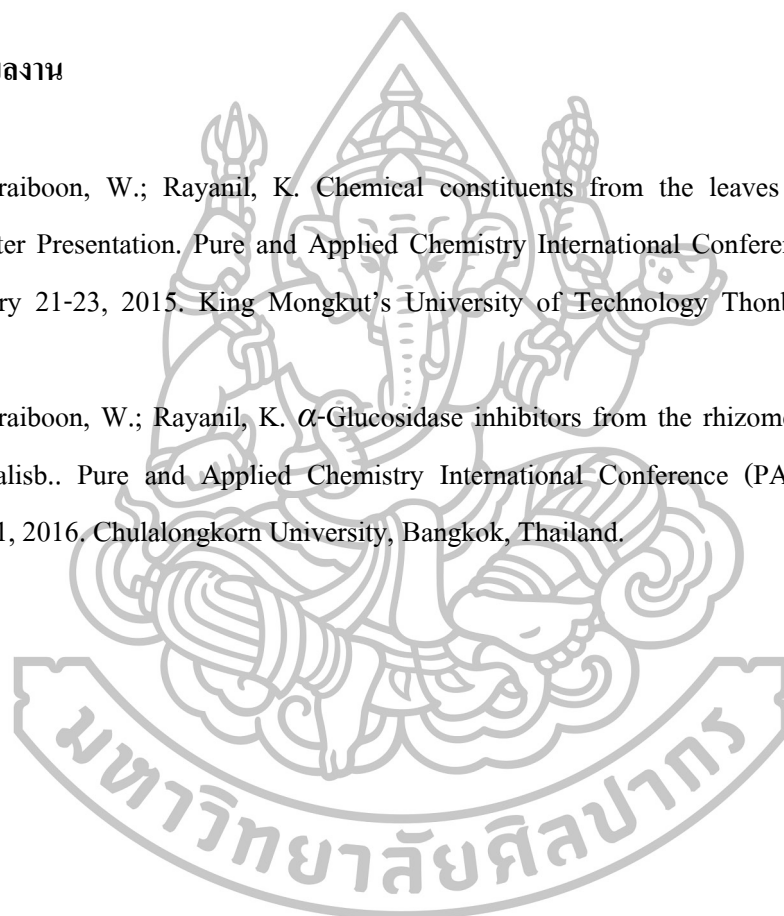 ลงาน
raiboon, W.; Rayanil, K. Chemical constituents from the leaves
ter Presentation. Pure and Applied Chemistry International Conferen
ry 21-23, 2015. King Mongkut’s University of Technology Thonb
raiboon, W.; Rayanil, K. α-Glucosidase inhibitors from the rhizome
alisb.. Pure and Applied Chemistry International Conference (PA
1, 2016. Chulalongkorn University, Bangkok, Thailand.
มหาวิทยาลัยศิลปากร